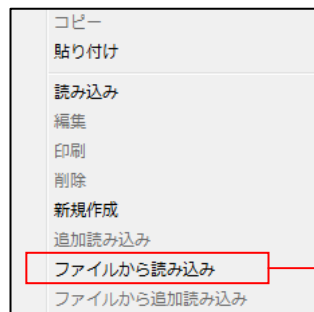 コピー
貼り付け
読み込み
編集
印刷
削除
新規作成
追加読み込み
ファイルから読み込み
ファイルから追加読み込み